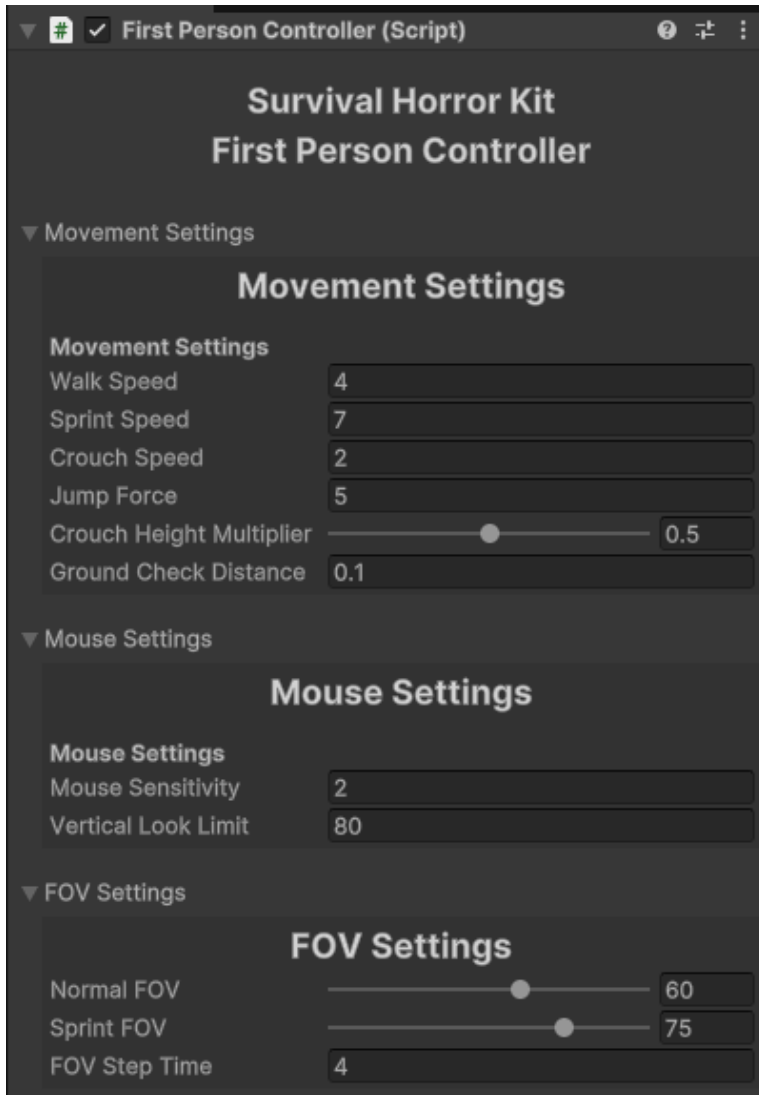 First Person Controller (Script)
Survival Horror Kit
First Person Controller
Movement Settings
Movement Settings
Movement Settings
Walk Speed 4
Sprint Speed 7
Crouch Speed 2
Jump Force 5
Crouch Height Multiplier 0.5
Ground Check Distance 0.1
Mouse Settings
Mouse Settings
Mouse Settings
Mouse Sensitivity 2
Vertical Look Limit 80
FOV Settings
FOV Settings
Normal FOV 60
Sprint FOV 75
FOV Step Time 4